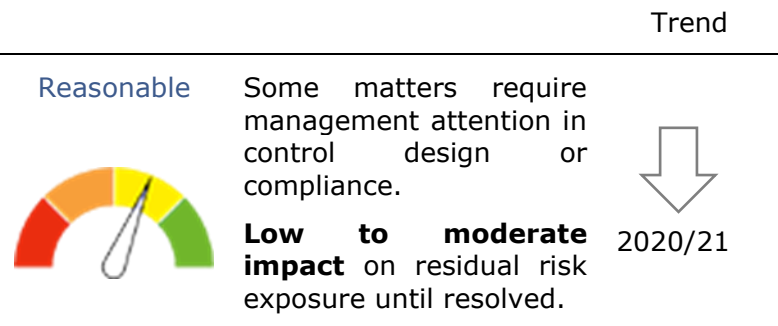 Trend
Reasonable
Some matters require
management attention in
control design or
compliance.
Low to moderate
impact on residual risk
exposure until resolved.
2020/21